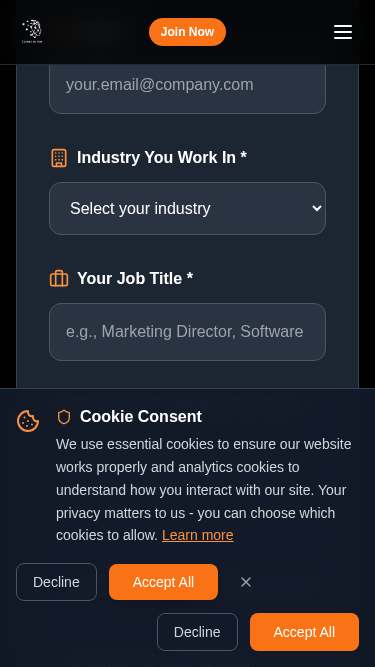 Join Now
your.email@company.com
Industry You Work In *
Select your industry
Your Job Title *
e.g., Marketing Director, Software
Cookie Consent
We use essential cookies to ensure our website
works properly and analytics cookies to
understand how you interact with our site. Your
privacy matters to us - you can choose which
cookies to allow. Learn more
Decline
Accept All
Decline
Accept All